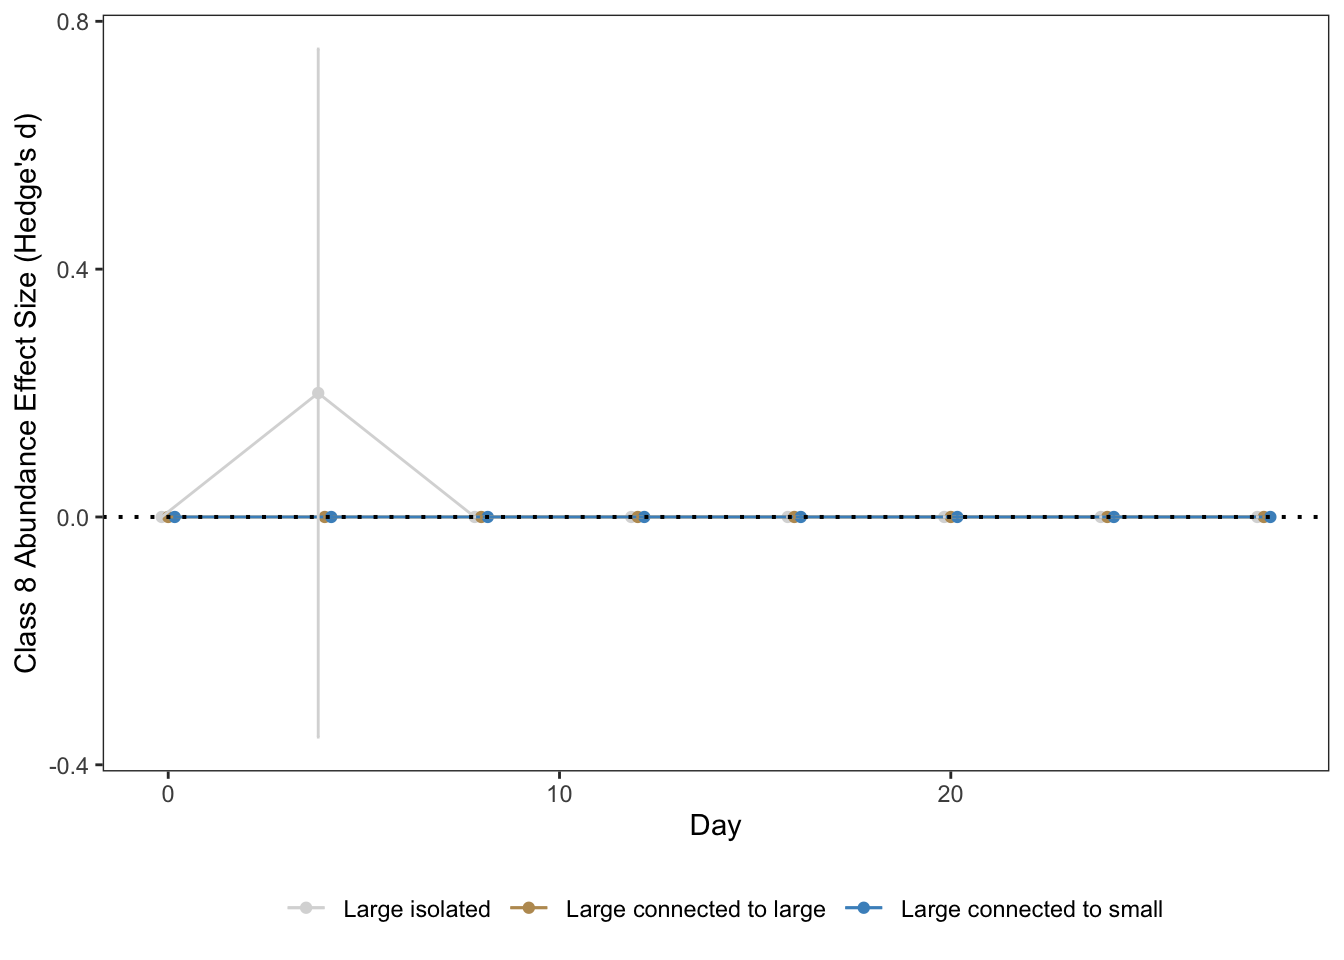 0.8
0.4
0.0
-0.4
Class 8 Abundance Effect Size (Hedge's d)
0 10 20
Day
Large isolated Large connected to large Large connected to small